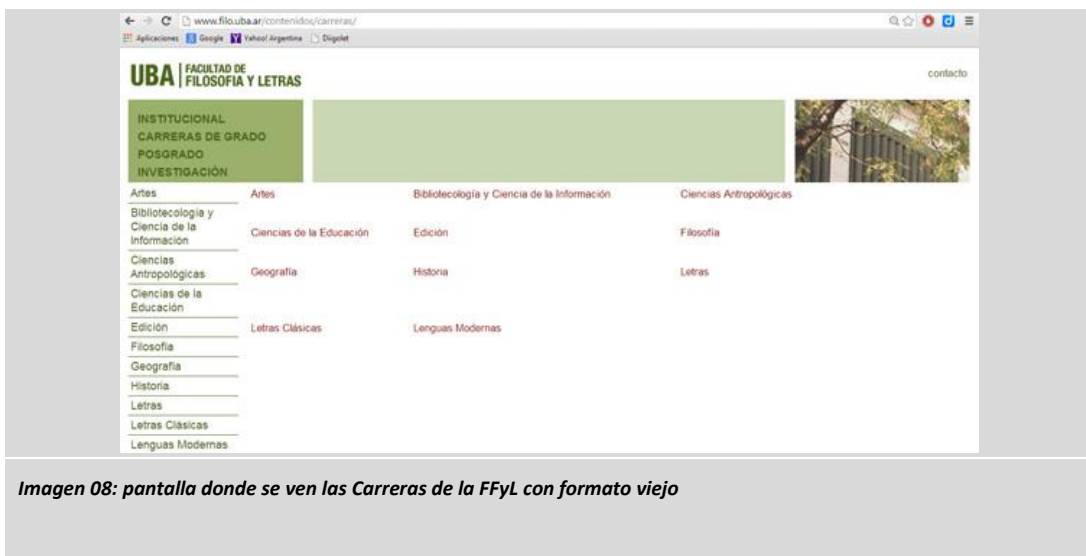 www.filo.uba.ar/contenidos/carreras/
Aplicaciones Google Yahoo! Argentina Diigolet
UBA FACULTAD DE
FILOSOFIA Y LETRAS
contacto
INSTITUCIONAL
CARRERAS DE GRADO
POSGRADO
INVESTIGACIÓN
Artes
Bibliotecología y
Ciencia de la
Información
Ciencias
Antropológicas
Ciencias de la
Educación
Edición
Filosofía
Geografía
Historia
Letras
Letras Clásicas
Lenguas Modernas
Artes Bibliotecología y Ciencia de la Información Ciencias Antropológicas
Ciencias de la Educación Edición Filosofía
Geografía Historia Letras
Letras Clásicas Lenguas Modernas
Imagen 08: pantalla donde se ven las Carreras de la FFyL con formato viejo